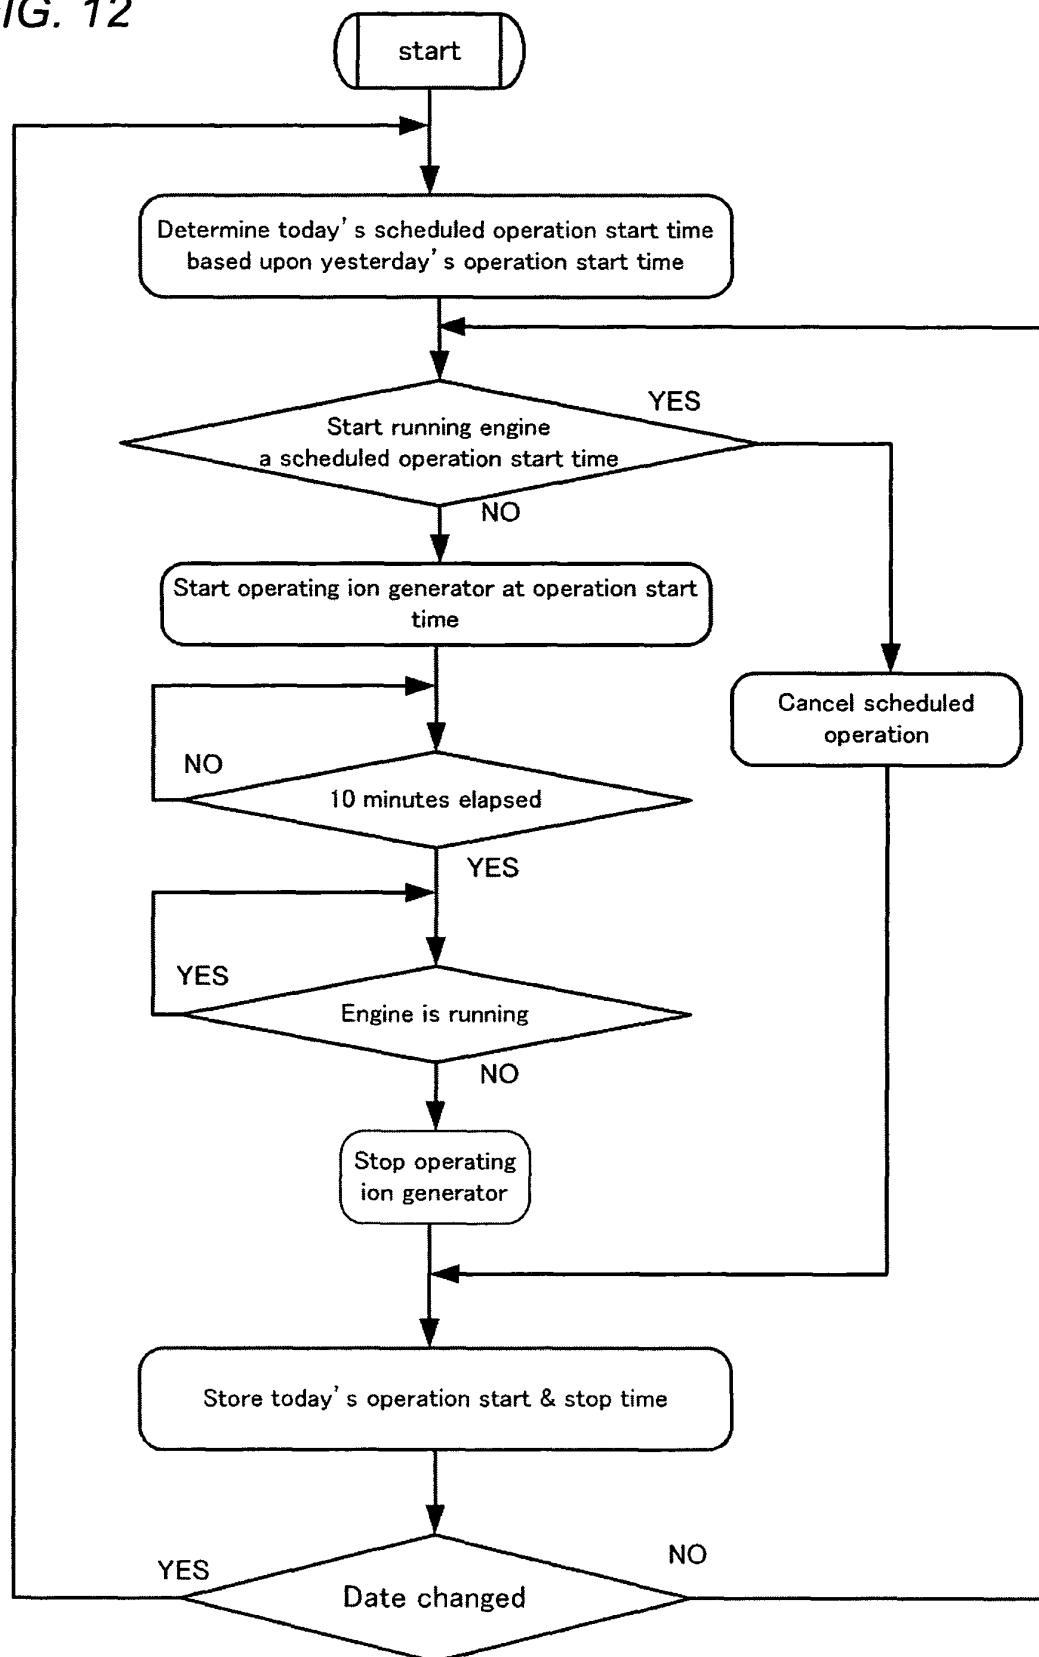 IG. 12
start
Determine today's scheduled operation start time
based upon yesterday's operation start time
YES
Start running engine
a scheduled operation start time
NO
Start operating ion generator at operation start
time
Cancel scheduled
operation
NO
10 minutes elapsed
YES
YES
Engine is running
NO
Stop operating
ion generator
Store today's operation start & stop time
YES
NO
Date changed